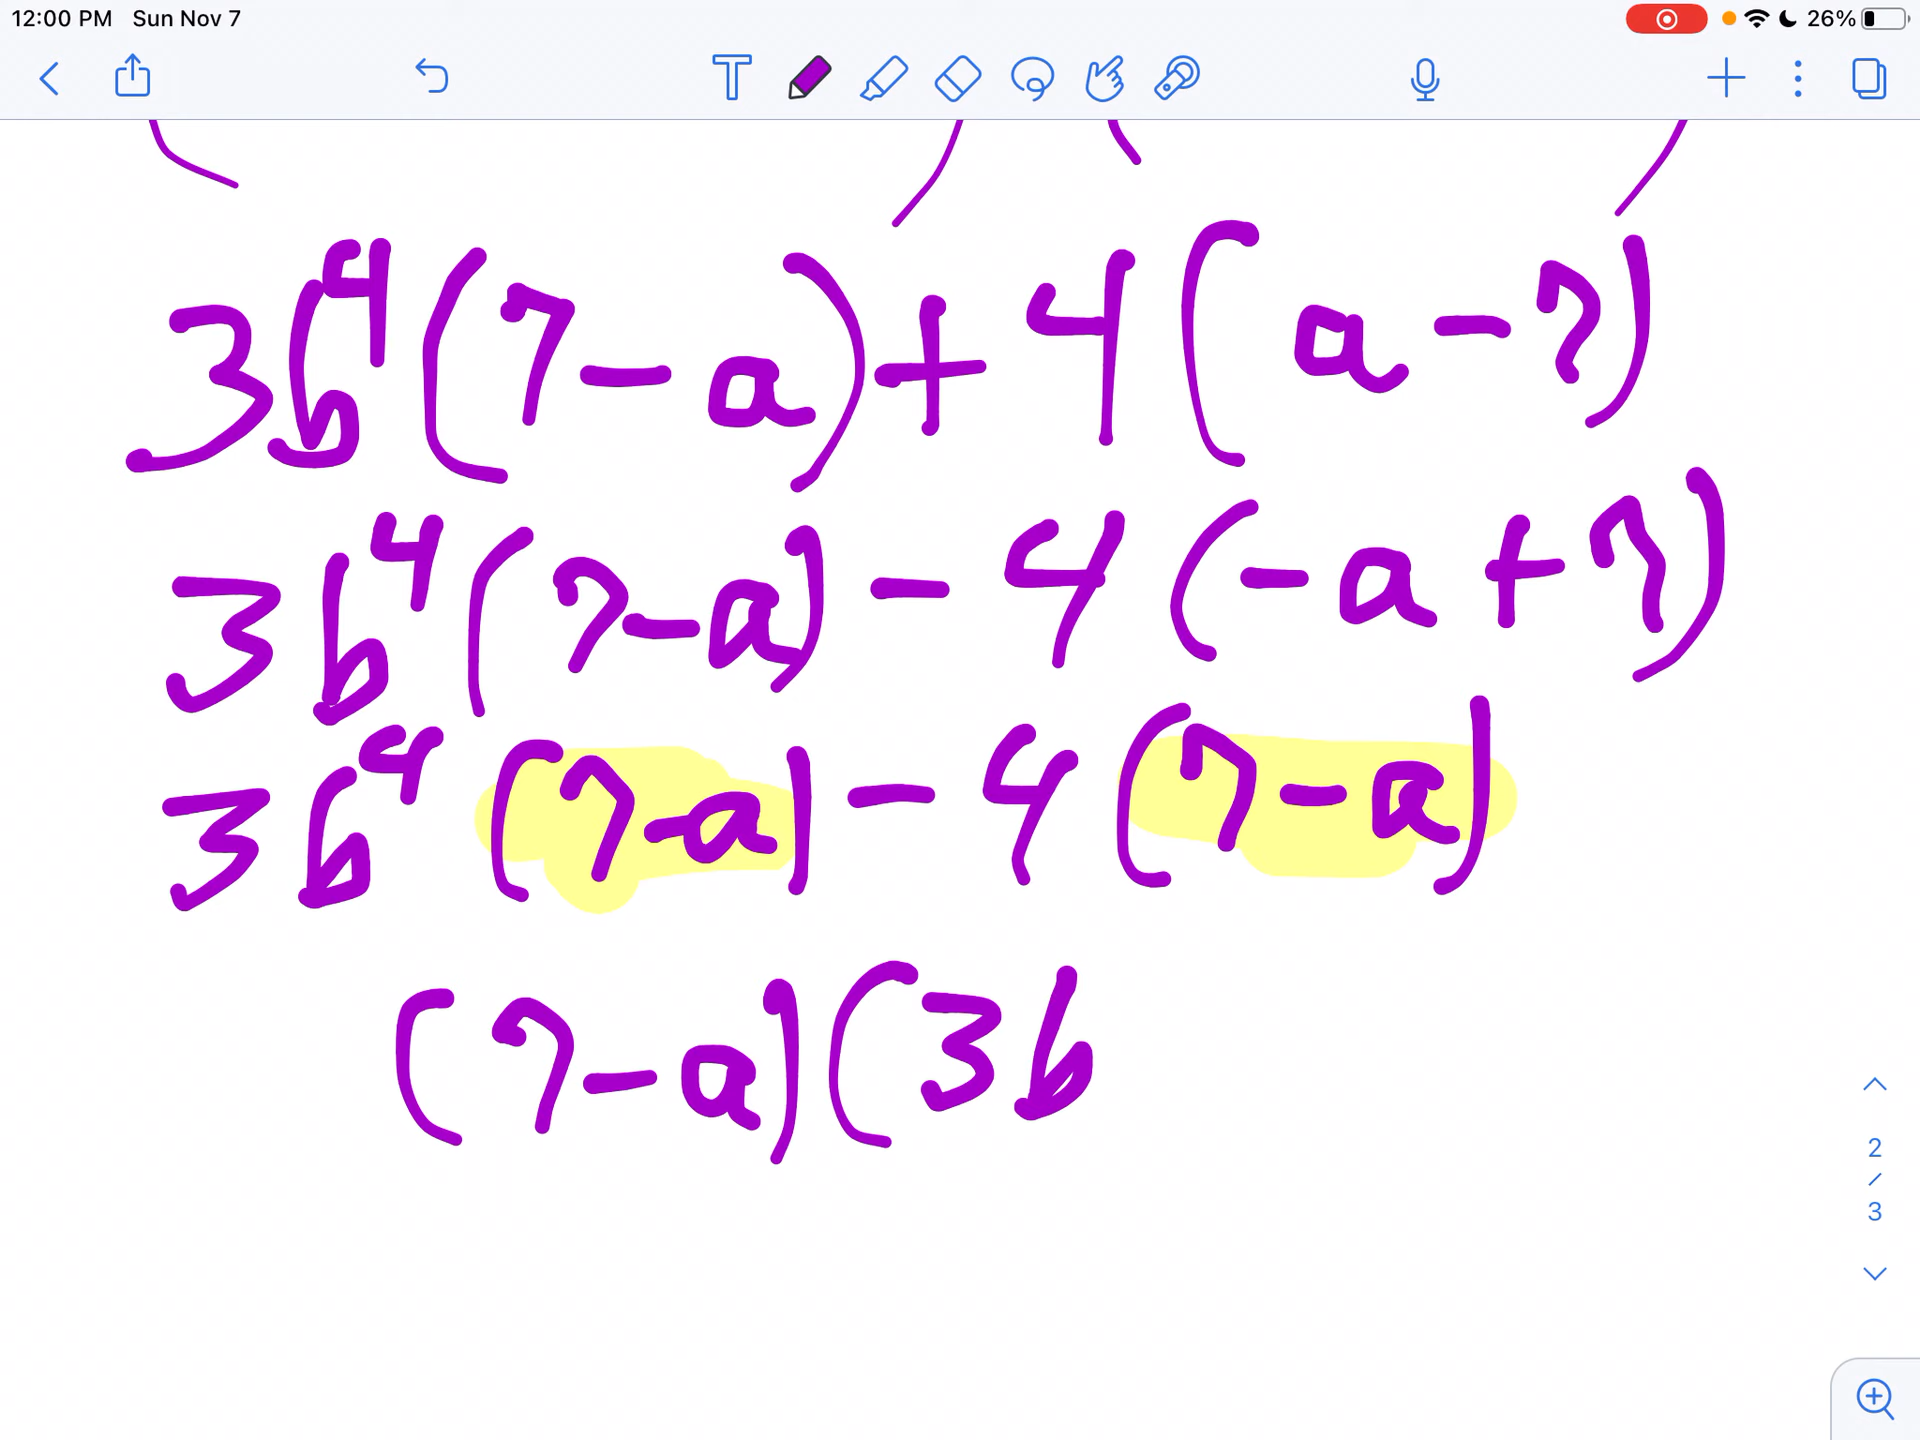 12:00 PM Sun Nov 7 26%
T
3b⁴(7-a)+4(a-7)
3b⁴(7-a)-4(-a+7)
3b⁴(7-a)-4(7-a)
(7-a)(3b
2
/
3